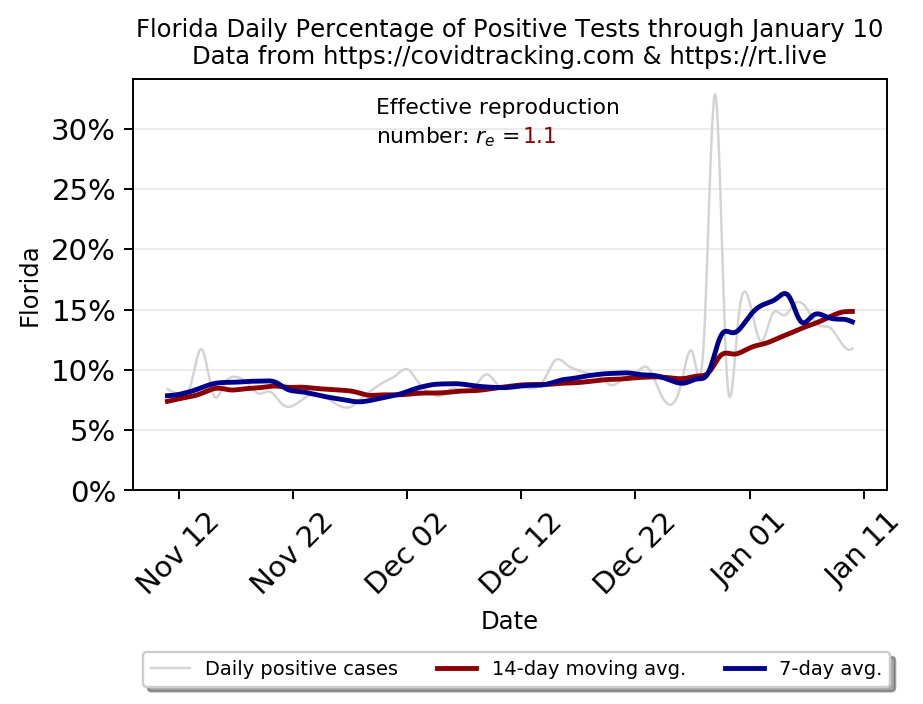 Florida Daily Percentage of Positive Tests through January 10
Data from https://covidtracking.com & https://rt.live
Effective reproduction
number: rₑ =1.1
30%
25%
20%
15%
10%
5%
0%
Florida
Nov 12
Nov 22
Dec 02
Dec 12
Dec 22
Jan 01
Jan 11
Date
Daily positive cases
14-day moving avg.
7-day avg.